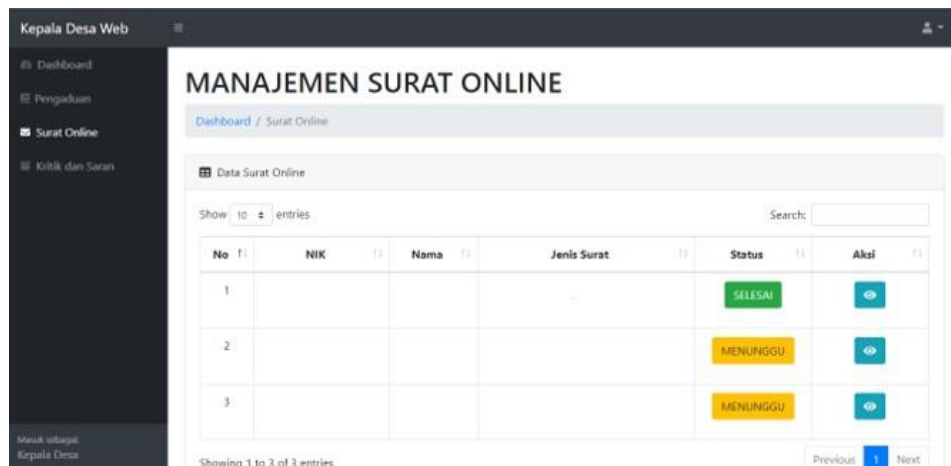 Kepala Desa Web
Dashboard
Pengaduan
Surat Online
Kritik dan Saran
Masuk sebagai:
Kepala Desa
MANAJEMEN SURAT ONLINE
Dashboard / Surat Online
Data Surat Online
Show 10 entries
Search:
No NIK Nama Jenis Surat Status Aksi
1 SELESAI
2 MENUNGGU
3 MENUNGGU
Showing 1 to 3 of 3 entries
Previous 1 Next